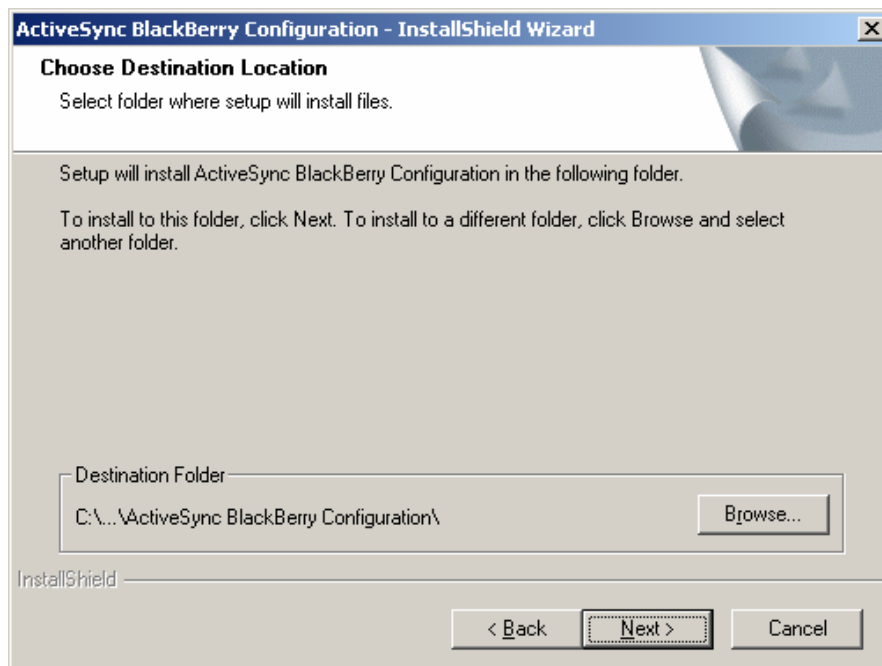 ActiveSync BlackBerry Configuration - InstallShield Wizard
Choose Destination Location
Select folder where setup will install files.
Setup will install ActiveSync BlackBerry Configuration in the following folder.
To install to this folder, click Next. To install to a different folder, click Browse and select
another folder.
Destination Folder
C:\...\ActiveSync BlackBerry Configuration\
Browse...
InstallShield
< Back
Next >
Cancel